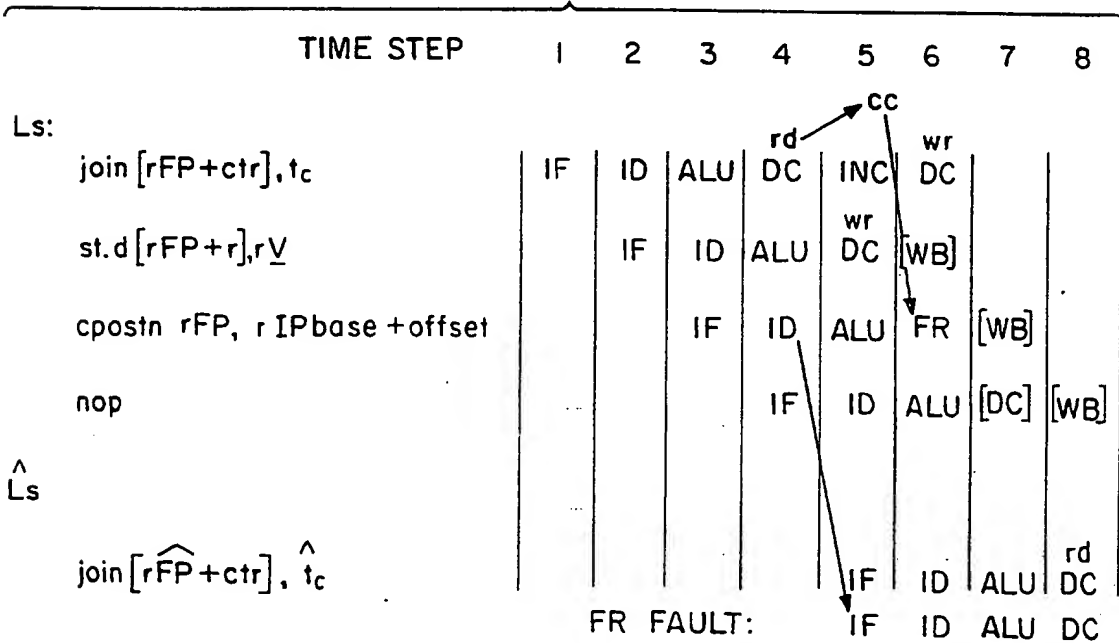 TIME STEP 1 2 3 4 5 6 7 8
cc
Ls:
rd wr
join [rFP+ctr], tc IF ID ALU DC INC DC
wr
st.d [rFP+r], rV IF ID ALU DC [WB]
cpostn rFP, r IPbase +offset IF ID ALU FR [WB]
nop ... IF ID ALU [DC] [WB]
L̂s
...
rd
join [rF̂P+ctr], t̂c IF ID ALU DC
FR FAULT: IF ID ALU DC